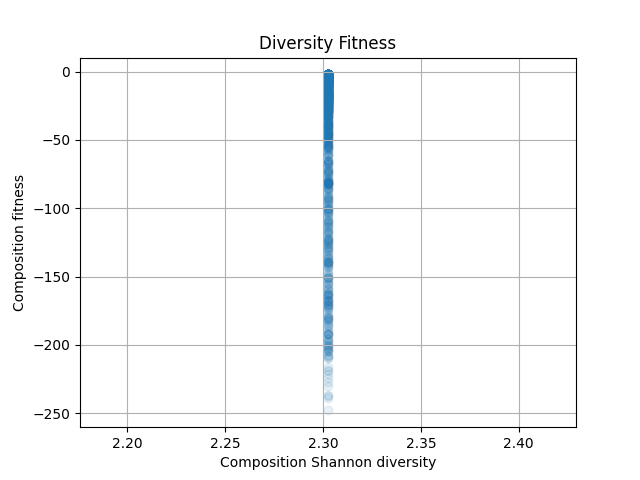 Diversity Fitness
0
−50
−100
−150
−200
−250
Composition fitness
2.20 2.25 2.30 2.35 2.40
Composition Shannon diversity